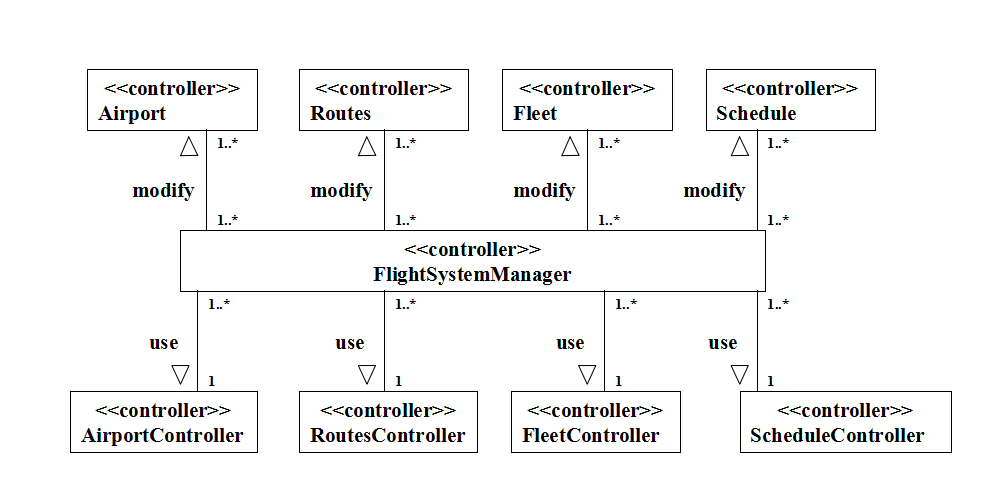 <<controller>>
Airport
<<controller>>
Routes
<<controller>>
Fleet
<<controller>>
Schedule
1..*
1..*
1..*
1..*
modify
modify
modify
modify
1..*
1..*
1..*
1..*
<<controller>>
FlightSystemManager
1..*
1..*
1..*
1..*
use
use
use
use
1
1
1
1
<<controller>>
AirportController
<<controller>>
RoutesController
<<controller>>
FleetController
<<controller>>
ScheduleController